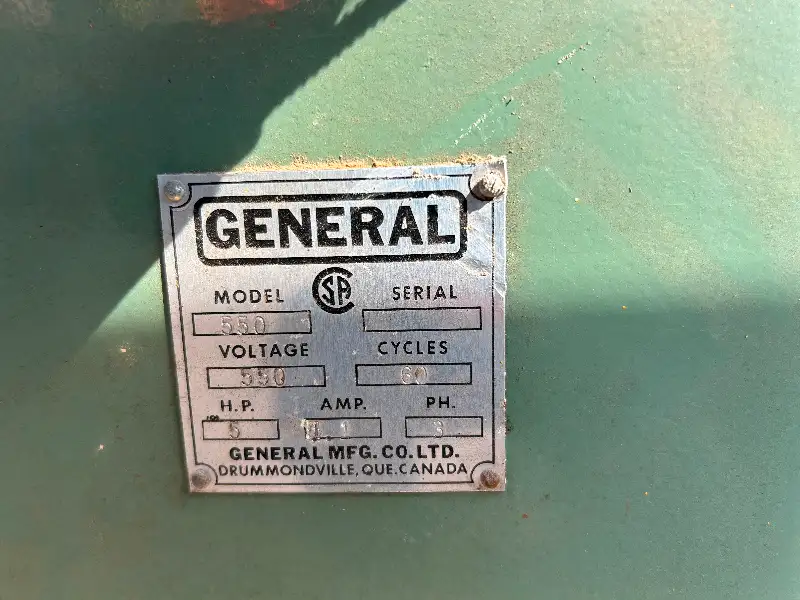 GENERAL
CSA
MODEL SERIAL
550
VOLTAGE CYCLES
550 60
H.P. AMP. PH.
5 3
GENERAL MFG. CO. LTD.
DRUMMONDVILLE, QUE. CANADA